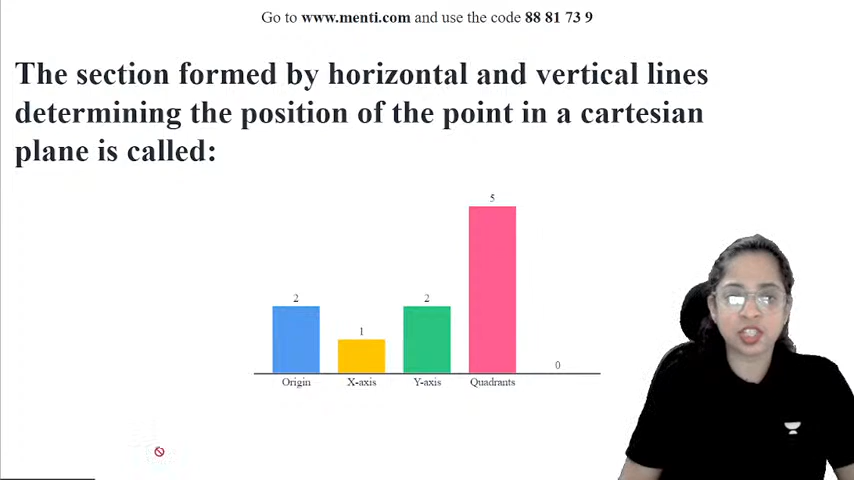 Go to www.menti.com and use the code 88 81 73 9
The section formed by horizontal and vertical lines
determining the position of the point in a cartesian
plane is called:
5
2
2
1
0
Origin X-axis Y-axis Quadrants